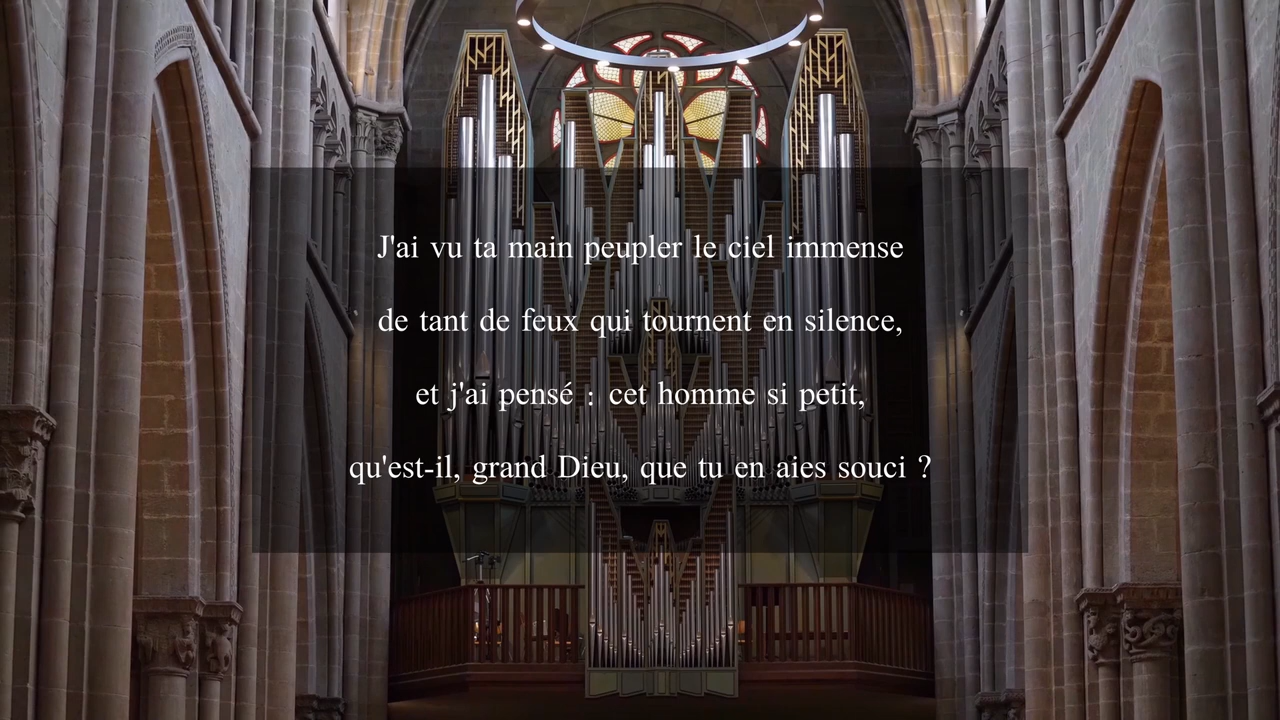 J'ai vu ta main peupler le ciel immense
de tant de feux qui tournent en silence,
et j'ai pensé : cet homme si petit,
qu'est-il, grand Dieu, que tu en aies souci ?